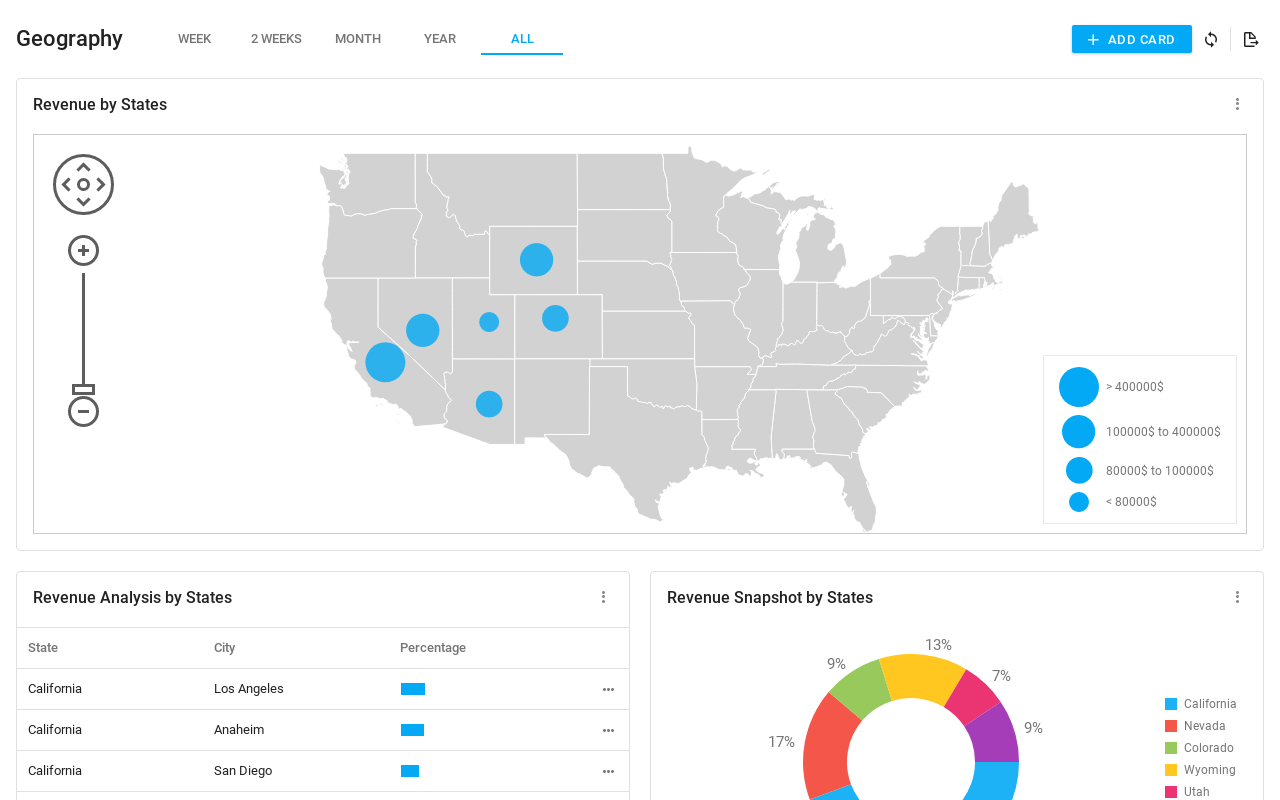 Geography
WEEK
2 WEEKS
MONTH
YEAR
ALL
ADD CARD
Revenue by States
> 400000$
100000$ to 400000$
80000$ to 100000$
< 80000$
Revenue Analysis by States
State City Percentage
California Los Angeles
California Anaheim
California San Diego
Revenue Snapshot by States
13%
9%
7%
9%
17%
California
Nevada
Colorado
Wyoming
Utah